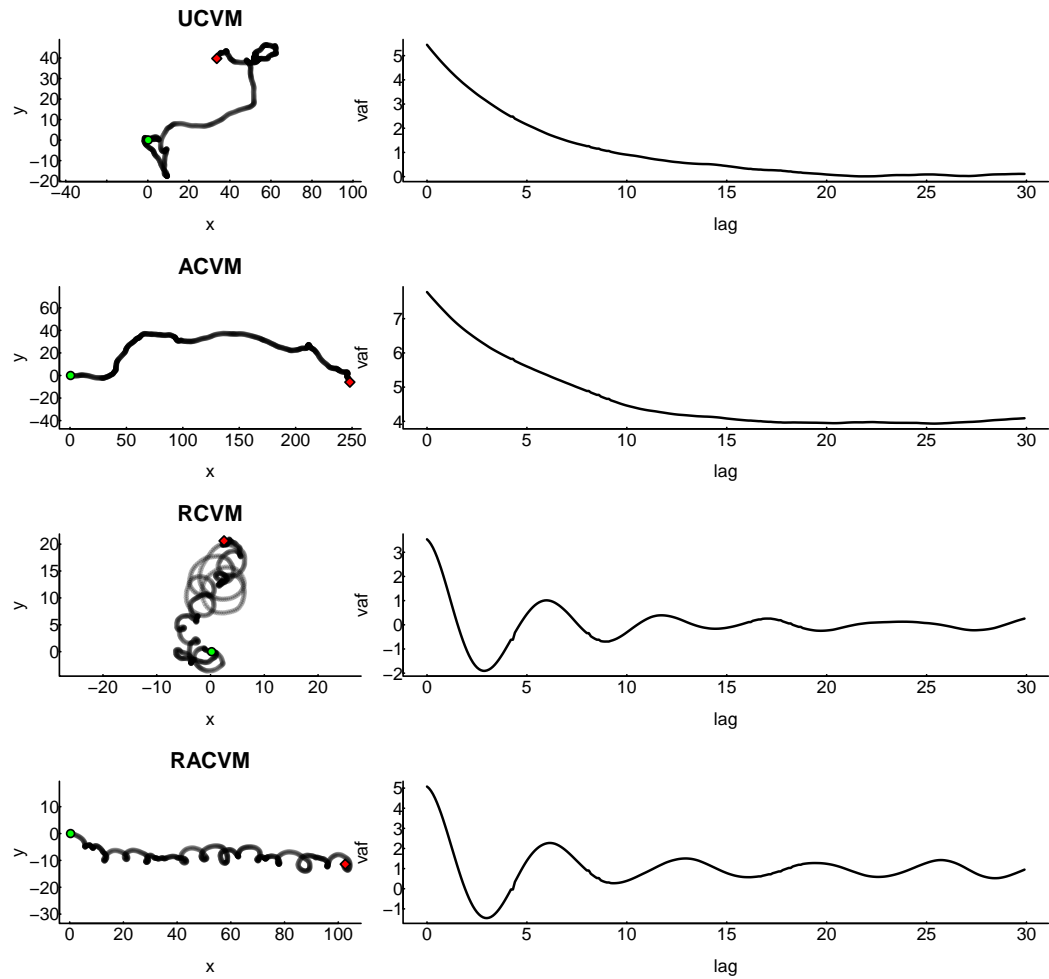 UCVM
y
40
30
20
10
0
−10
−20
−40 0 20 40 60 80 100
x
vaf
5
4
3
2
1
0
0 5 10 15 20 25 30
lag
ACVM
y
60
40
20
0
−20
−40
0 50 100 150 200 250
x
vaf
7
6
5
4
0 5 10 15 20 25 30
lag
RCVM
y
20
15
10
5
0
−20 −10 0 10 20
x
vaf
3
2
1
0
−1
−2
0 5 10 15 20 25 30
lag
RACVM
y
10
0
−10
−20
−30
0 20 40 60 80 100
x
vaf
5
4
3
2
1
0
−1
0 5 10 15 20 25 30
lag